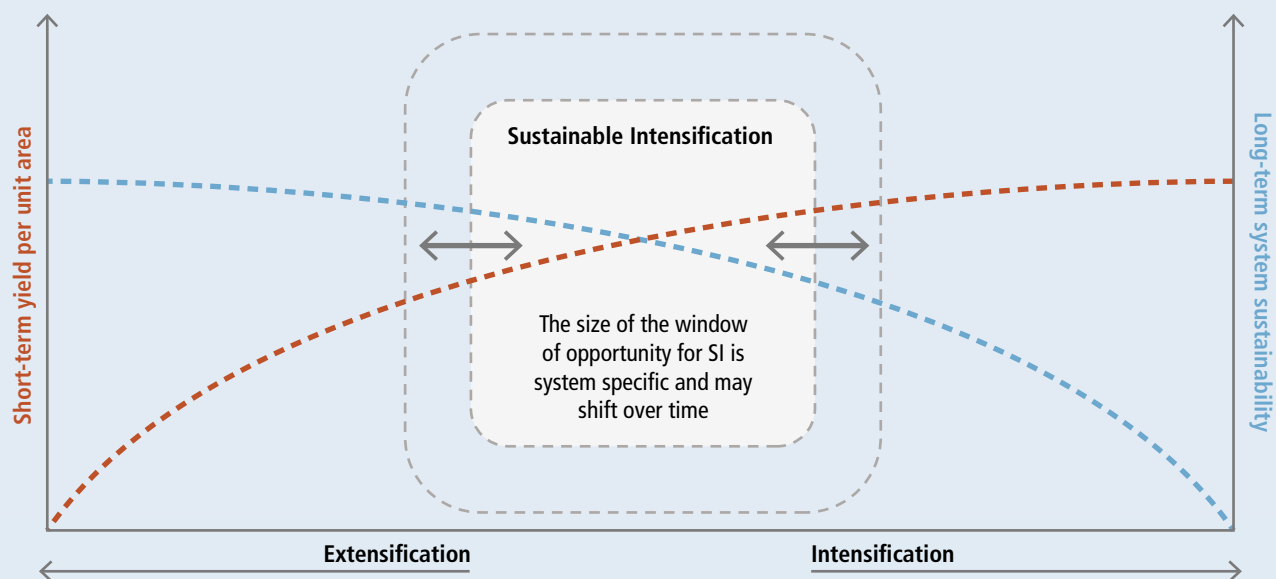 Short-term yield per unit area
Sustainable Intensification
The size of the window
of opportunity for SI is
system specific and may
shift over time
Long-term system sustainability
Extensification
Intensification